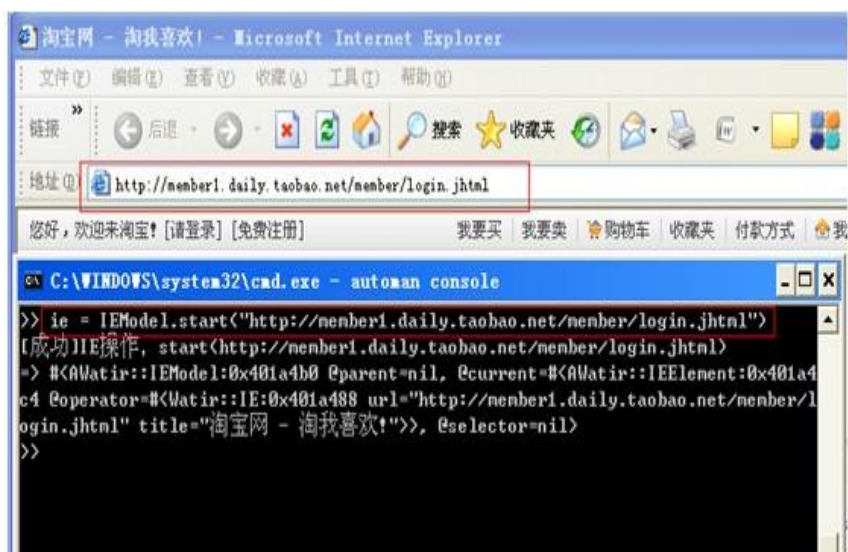 淘宝网 - 淘我喜欢! - Microsoft Internet Explorer
文件(F) 编辑(E) 查看(V) 收藏(A) 工具(T) 帮助(H)
链接 » 后退 搜索 收藏夹
地址(D) http://member1.daily.taobao.net/member/login.jhtml
您好,欢迎来淘宝! [请登录] [免费注册] 我要买 我要卖 购物车 收藏夹 付款方式 我
C:\WINDOWS\system32\cmd.exe - automan console
>> ie = IEModel.start("http://member1.daily.taobao.net/member/login.jhtml")
[成功]IE操作, start(http://member1.daily.taobao.net/member/login.jhtml)
=> #<AWatir::IEModel:0x401a4b0 @parent=nil, @current=#<AWatir::IEElement:0x401a4
c4 @operator=#<Watir::IE:0x401a488 url="http://member1.daily.taobao.net/member/l
ogin.jhtml" title="淘宝网 - 淘我喜欢!">>, @selector=nil>
>>